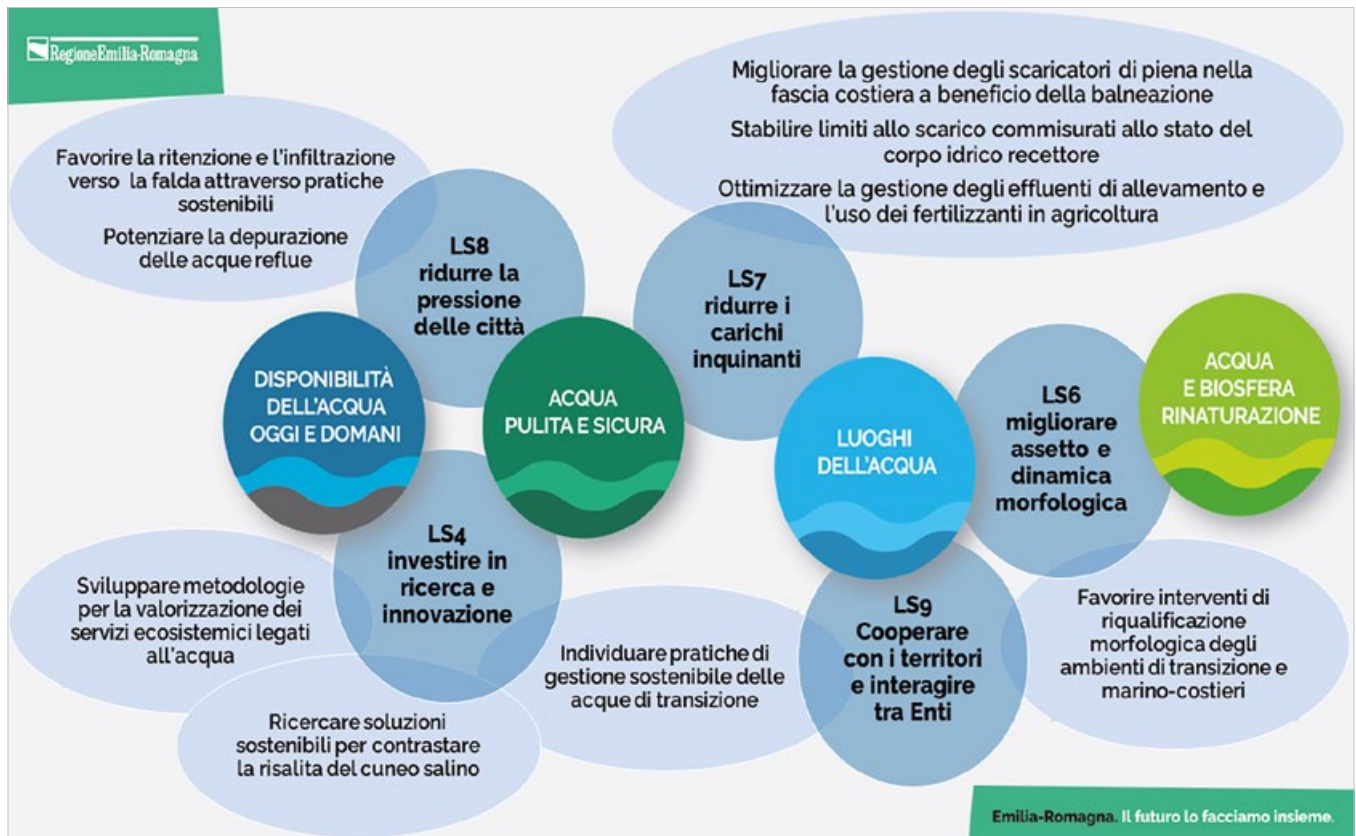 RegioneEmilia-Romagna
Migliorare la gestione degli scaricatori di piena nella
fascia costiera a beneficio della balneazione
Stabilire limiti allo scarico commisurati allo stato del
corpo idrico recettore
Ottimizzare la gestione degli effluenti di allevamento e
l'uso dei fertilizzanti in agricoltura
Favorire la ritenzione e l'infiltrazione
verso la falda attraverso pratiche
sostenibili
Potenziare la depurazione
delle acque reflue
LS8
ridurre la
pressione
delle città
LS7
ridurre i
carichi
inquinanti
DISPONIBILITÀ
DELL'ACQUA
OGGI E DOMANI
ACQUA
PULITA E SICURA
LUOGHI
DELL'ACQUA
LS6
migliorare
assetto e
dinamica
morfologica
ACQUA
E BIOSFERA
RINATURAZIONE
LS4
investire in
ricerca e
innovazione
Sviluppare metodologie
per la valorizzazione dei
servizi ecosistemici legati
all'acqua
Ricercare soluzioni
sostenibili per contrastare
la risalita del cuneo salino
Individuare pratiche di
gestione sostenibile delle
acque di transizione
LS9
Cooperare
con i territori
e interagire
tra Enti
Favorire interventi di
riqualificazione
morfologica degli
ambienti di transizione e
marino-costieri
Emilia-Romagna. Il futuro lo facciamo insieme.